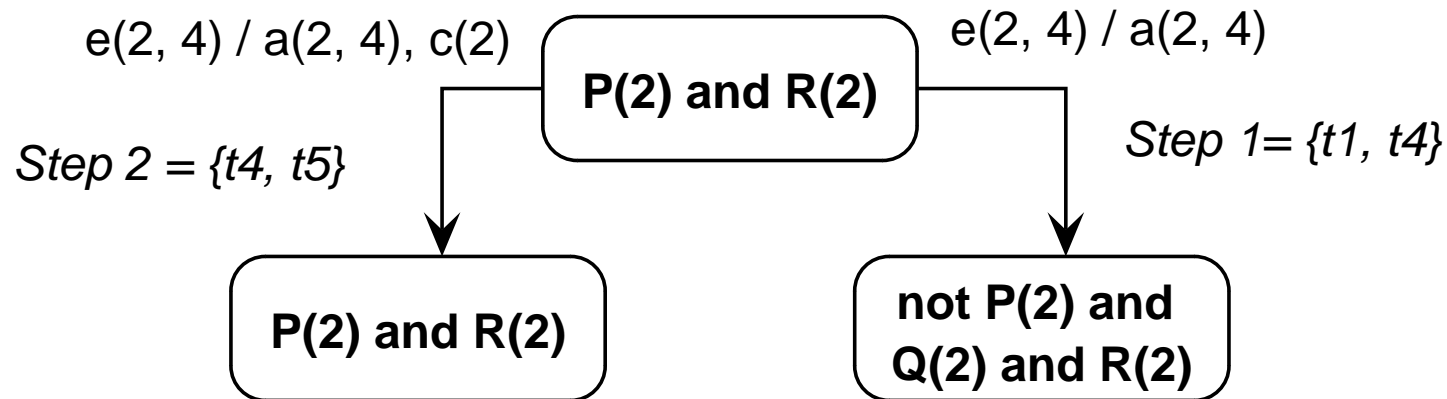 e(2, 4) / a(2, 4), c(2)
P(2) and R(2)
e(2, 4) / a(2, 4)
Step 2 = {t4, t5}
Step 1= {t1, t4}
P(2) and R(2)
not P(2) and
Q(2) and R(2)